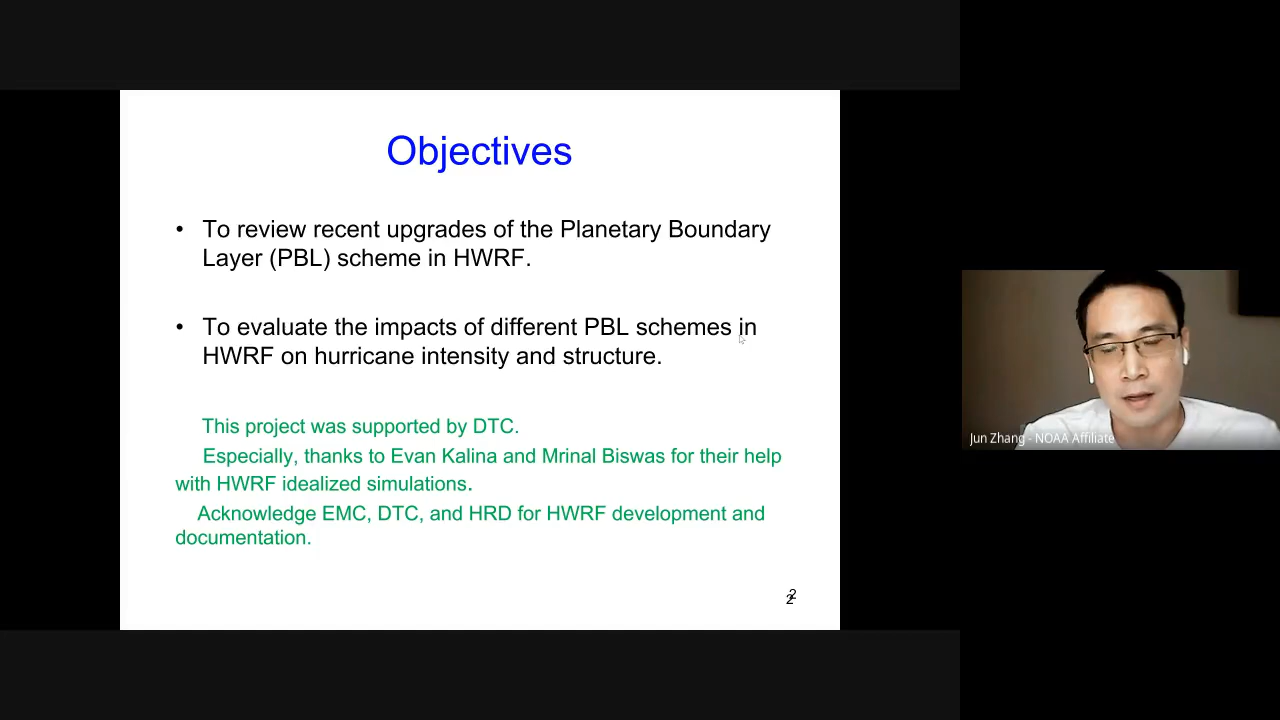 Objectives
• To review recent upgrades of the Planetary Boundary
Layer (PBL) scheme in HWRF.
• To evaluate the impacts of different PBL schemes in
HWRF on hurricane intensity and structure.
This project was supported by DTC.
Especially, thanks to Evan Kalina and Mrinal Biswas for their help
with HWRF idealized simulations.
Acknowledge EMC, DTC, and HRD for HWRF development and
documentation.
2
2
Jun Zhang - NOAA Affiliate